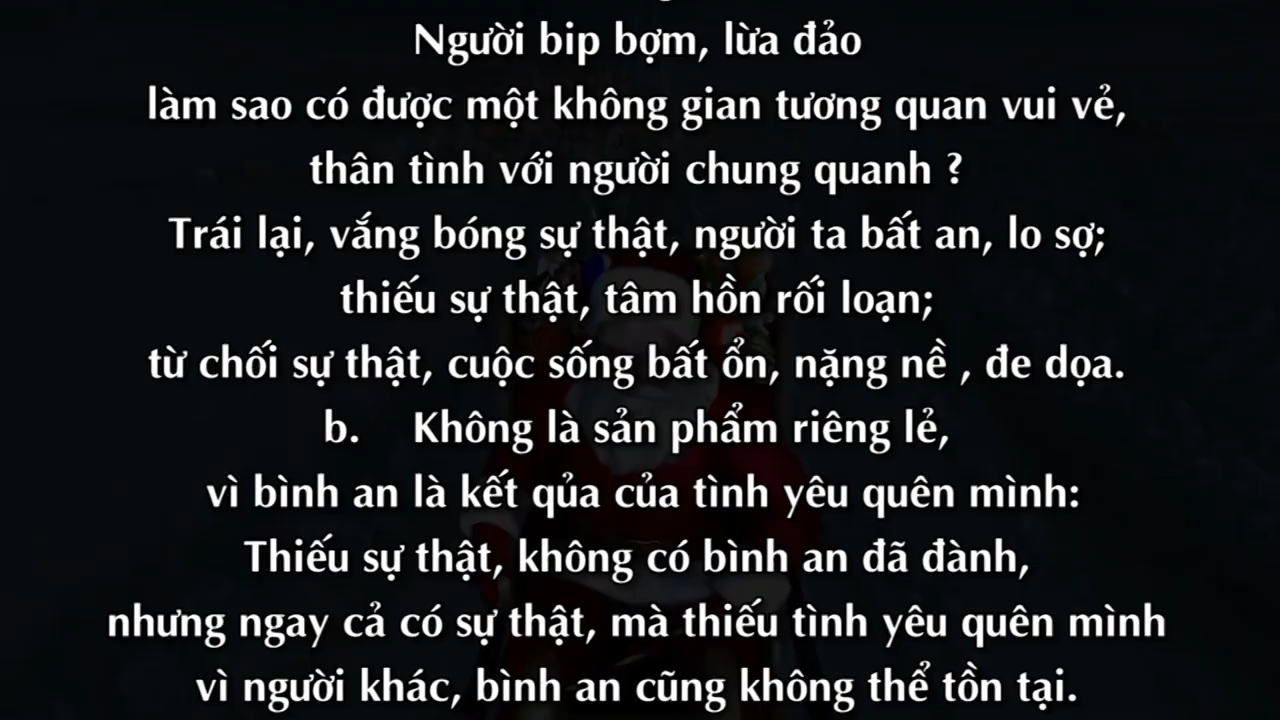 Người bip bợm, lừa đảo
làm sao có được một không gian tương quan vui vẻ,
thân tình với người chung quanh ?
Trái lại, vắng bóng sự thật, người ta bất an, lo sợ;
thiếu sự thật, tâm hồn rối loạn;
từ chối sự thật, cuộc sống bất ổn, nặng nề , đe dọa.
b. Không là sản phẩm riêng lẻ,
vì bình an là kết qủa của tình yêu quên mình:
Thiếu sự thật, không có bình an đã đành,
nhưng ngay cả có sự thật, mà thiếu tình yêu quên mình
vì người khác, bình an cũng không thể tồn tại.